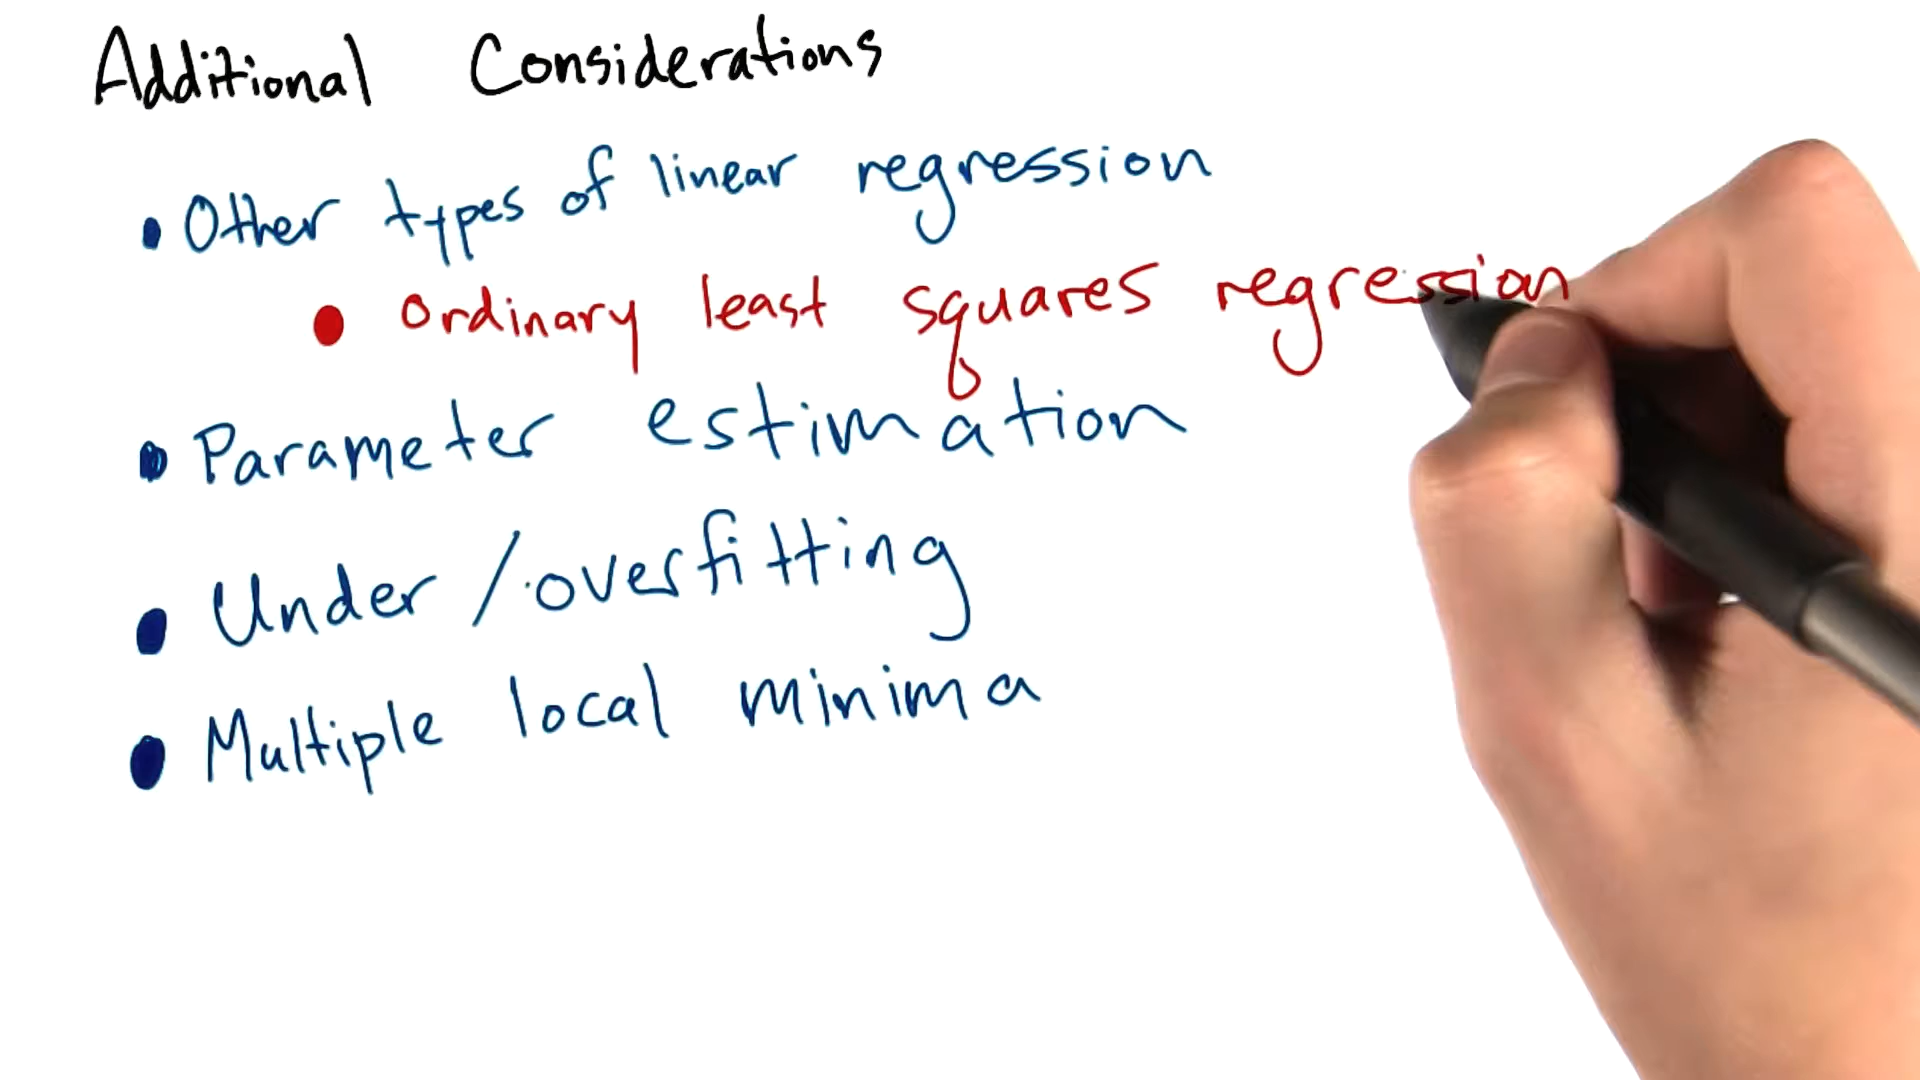 Additional Considerations
• Other types of linear regression
• Ordinary least squares regression
• Parameter estimation
• Under/overfitting
• Multiple local minima